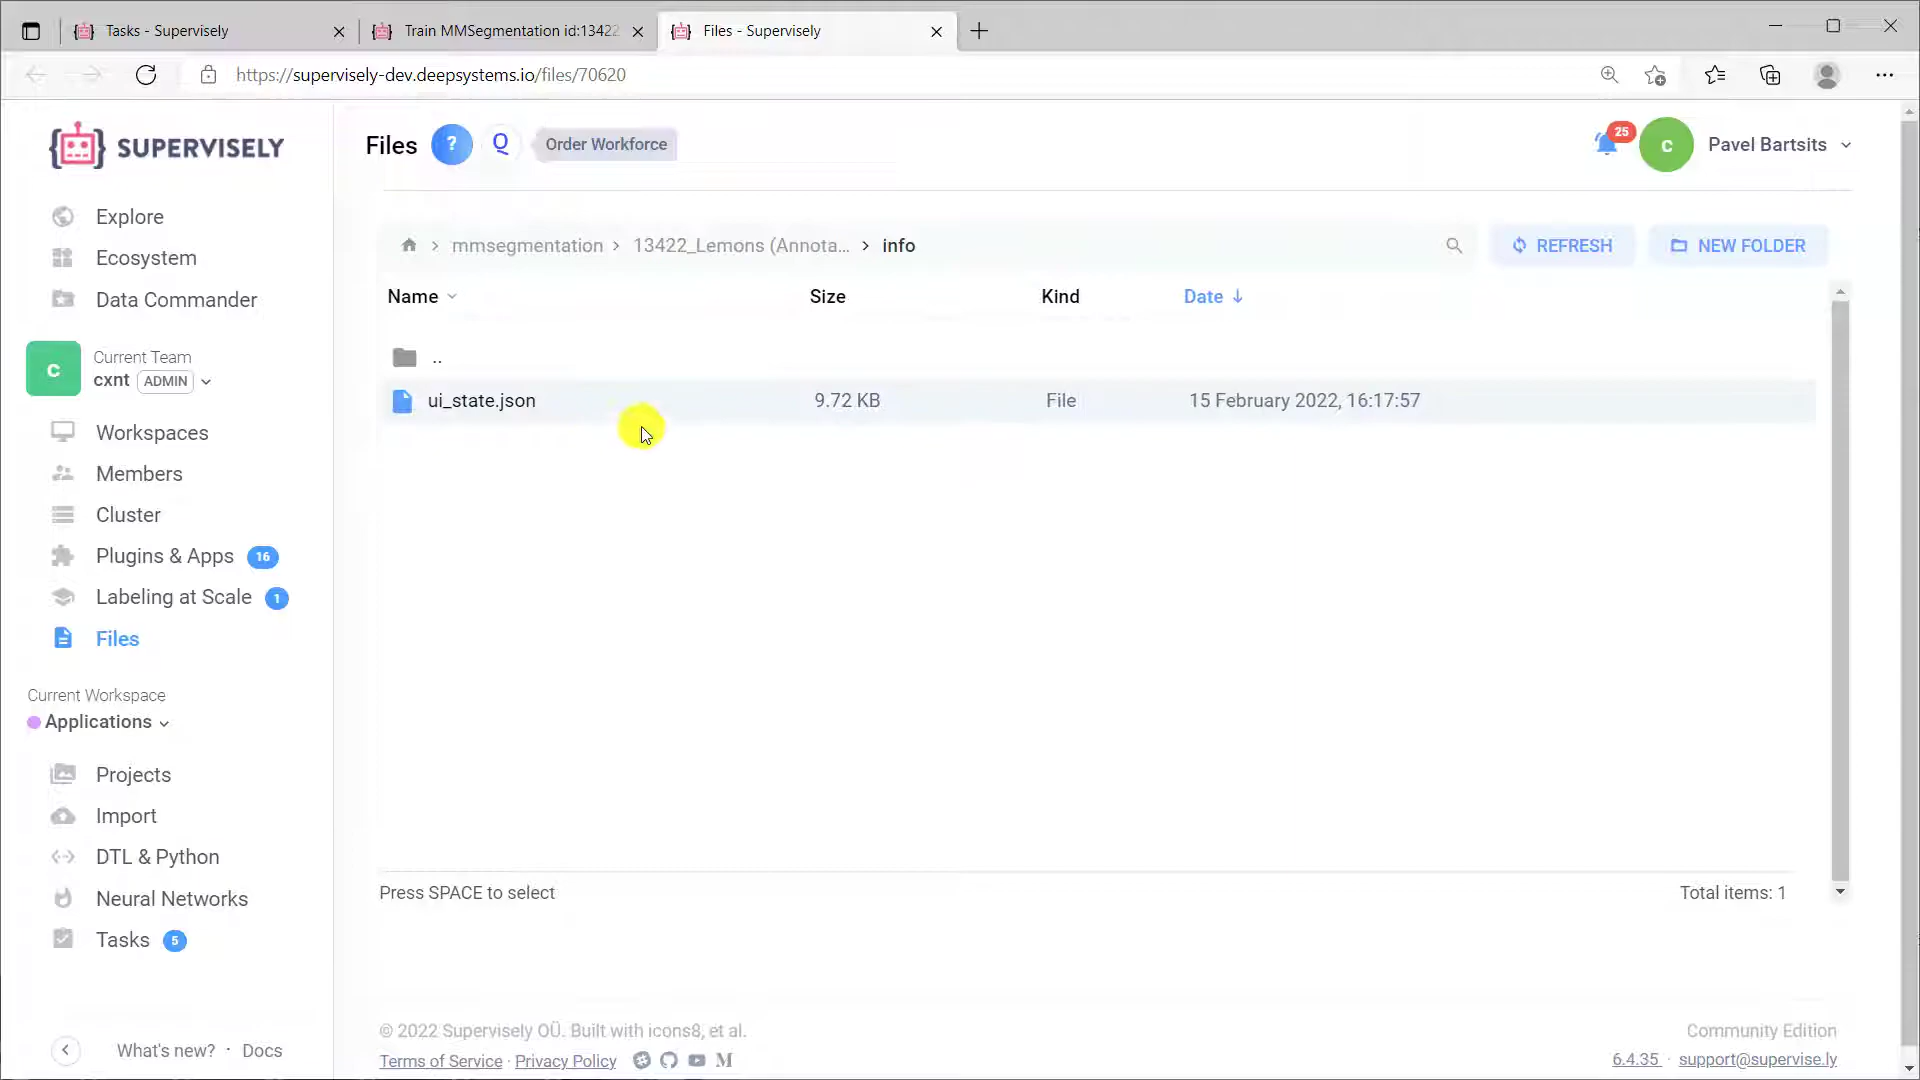 Tasks - Supervisely
Train MMSegmentation id:13422
Files - Supervisely
https://supervisely-dev.deepsystems.io/files/70620
SUPERVISELY
Files
?
Q
Order Workforce
25
c
Pavel Bartsits
Explore
Ecosystem
Data Commander
c
Current Team
cxnt ADMIN
Workspaces
Members
Cluster
Plugins & Apps 16
Labeling at Scale 1
Files
Current Workspace
Applications
Projects
Import
DTL & Python
Neural Networks
Tasks 5
What's new? · Docs
mmsegmentation > 13422_Lemons (Annota... > info
REFRESH
NEW FOLDER
Name Size Kind Date
..
ui_state.json 9.72 KB File 15 February 2022, 16:17:57
Press SPACE to select
Total items: 1
© 2022 Supervisely OÜ. Built with icons8, et al.
Community Edition
Terms of Service · Privacy Policy
6.4.35 · support@supervise.ly